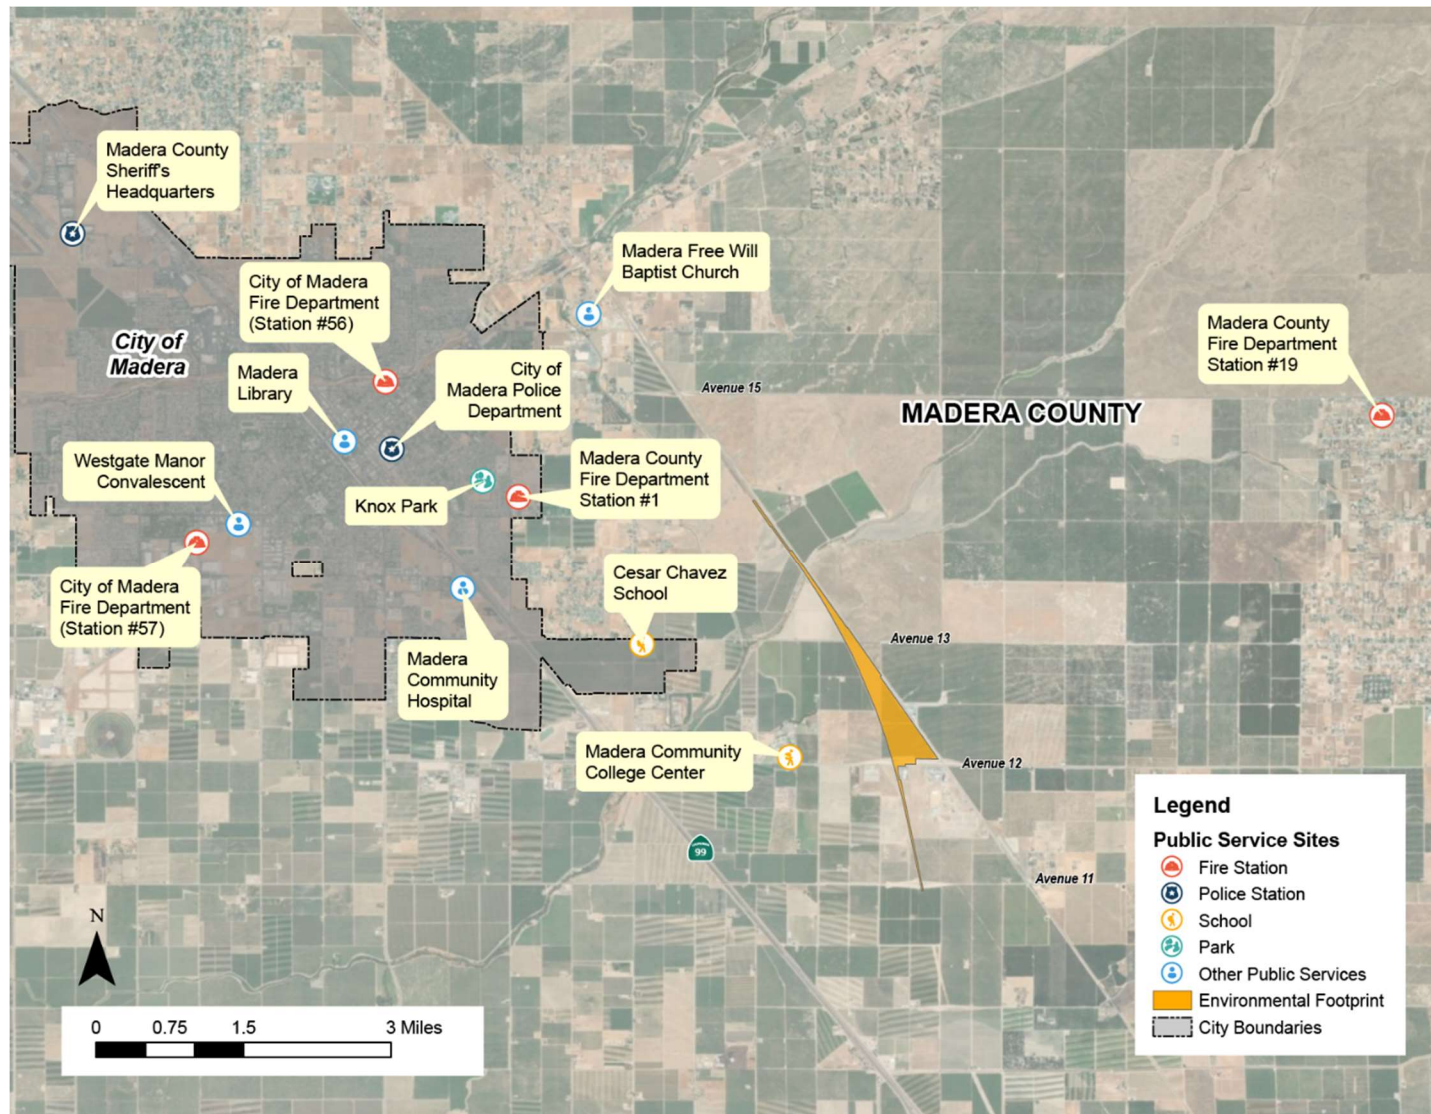 Madera County
Sheriff's
Headquarters
City of Madera
Fire Department
(Station #56)
Madera Free Will
Baptist Church
Madera County
Fire Department
Station #19
City of
Madera
Madera
Library
City of
Madera Police
Department
Avenue 15
MADERA COUNTY
Westgate Manor
Convalescent
Knox Park
Madera County
Fire Department
Station #1
City of Madera
Fire Department
(Station #57)
Cesar Chavez
School
Avenue 13
Madera
Community
Hospital
Madera Community
College Center
Avenue 12
99
Avenue 11
N
0 0.75 1.5 3 Miles
Legend
Public Service Sites
Fire Station
Police Station
School
Park
Other Public Services
Environmental Footprint
City Boundaries